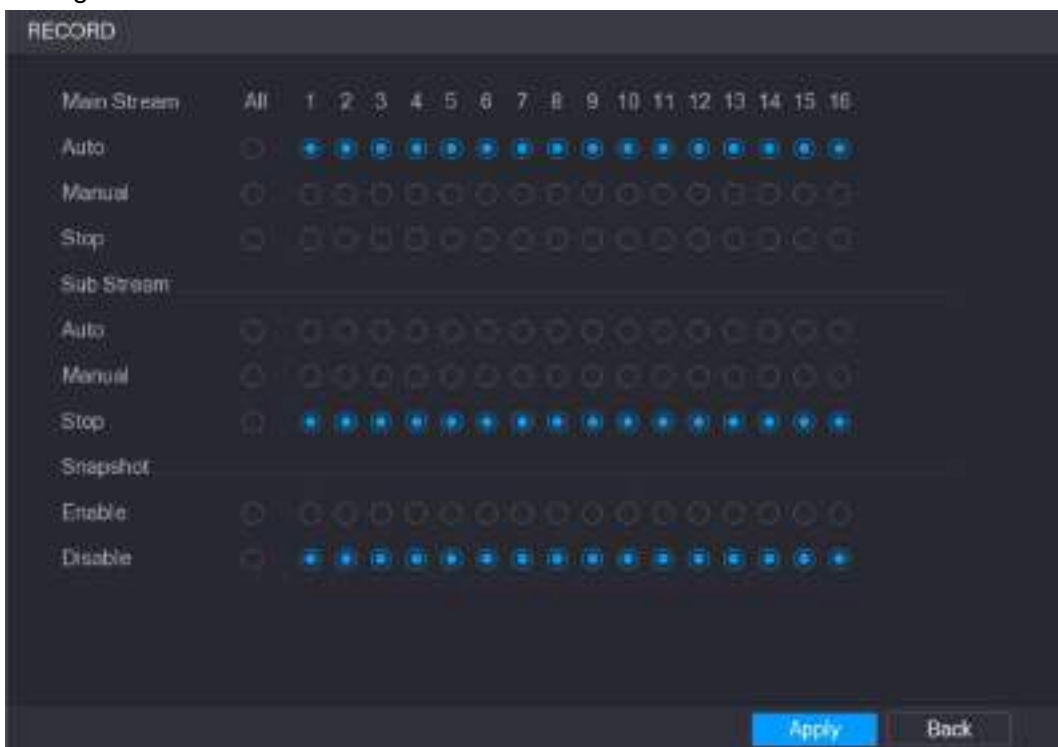 RECORD
Main Stream All 1 2 3 4 5 6 7 8 9 10 11 12 13 14 15 16
Auto
Manual
Stop
Sub Stream
Auto
Manual
Stop
Snapshot
Enable
Disable
Apply Back